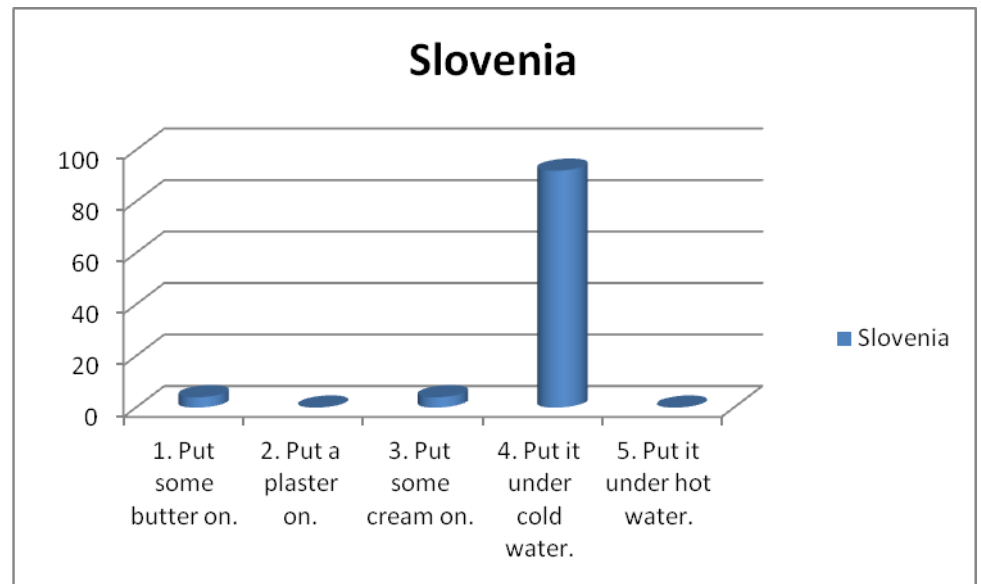 Slovenia
100
80
60
40
20
0
1. Put
some
butter on.
2. Put a
plaster
on.
3. Put
some
cream on.
4. Put it
under
cold
water.
5. Put it
under hot
water.
Slovenia